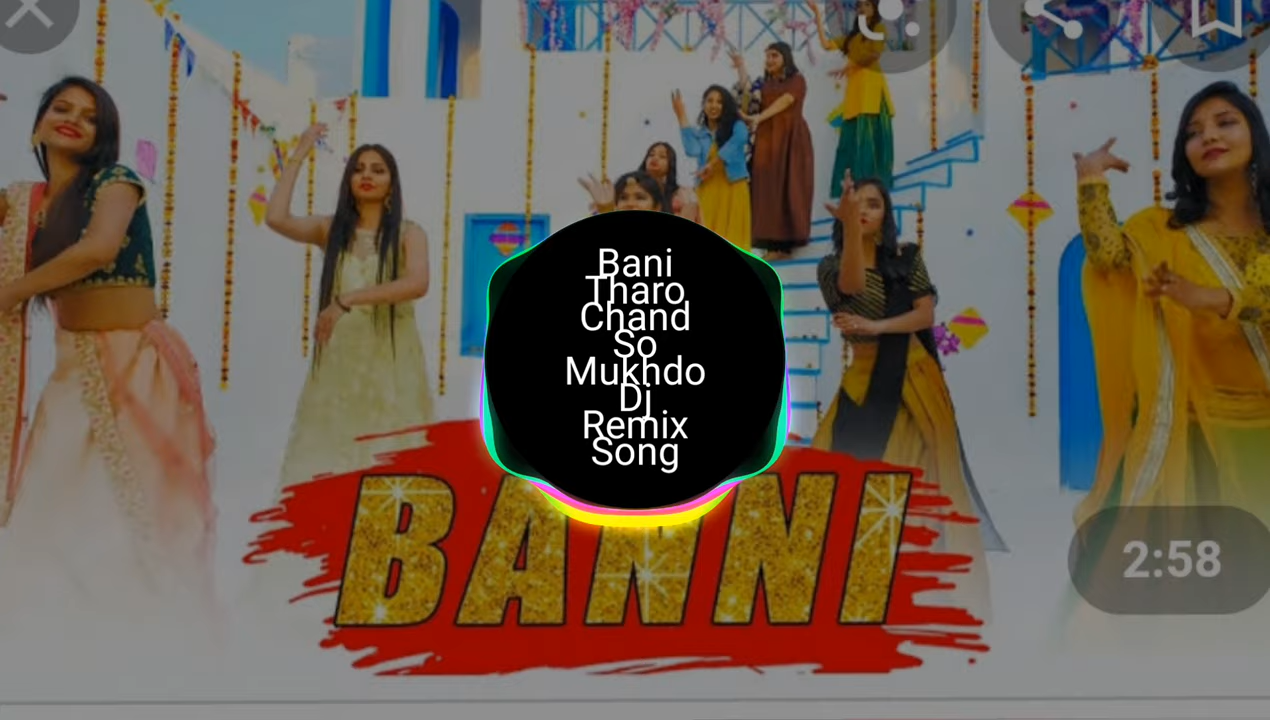 Bani
Tharo
Chand
So
Mukhdo
Dj
Remix
Song
BANNI
2:58